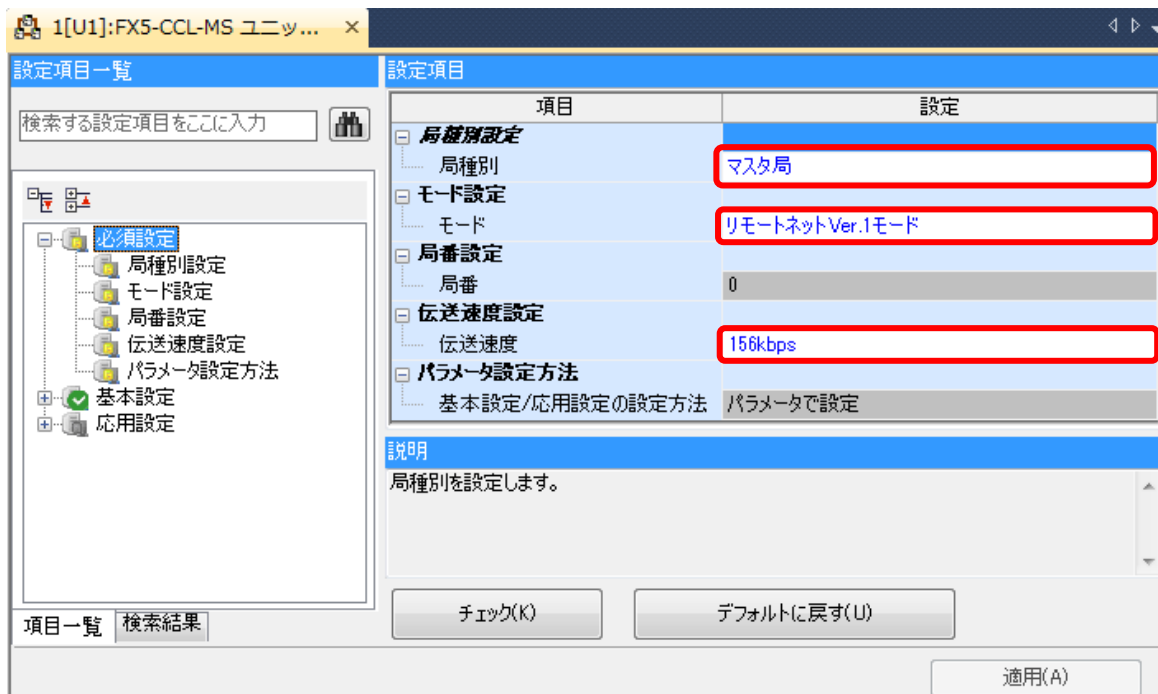 1[U1]:FX5-CCL-MS ユニッ...
設定項目一覧
検索する設定項目をここに入力
必須設定
局種別設定
モード設定
局番設定
伝送速度設定
パラメータ設定方法
基本設定
応用設定
項目一覧 検索結果
設定項目
項目 設定
局種別設定
局種別 マスタ局
モード設定
モード リモートネットVer.1モード
局番設定
局番 0
伝送速度設定
伝送速度 156kbps
パラメータ設定方法
基本設定/応用設定の設定方法 パラメータで設定
説明
局種別を設定します。
チェック(K) デフォルトに戻す(U)
適用(A)